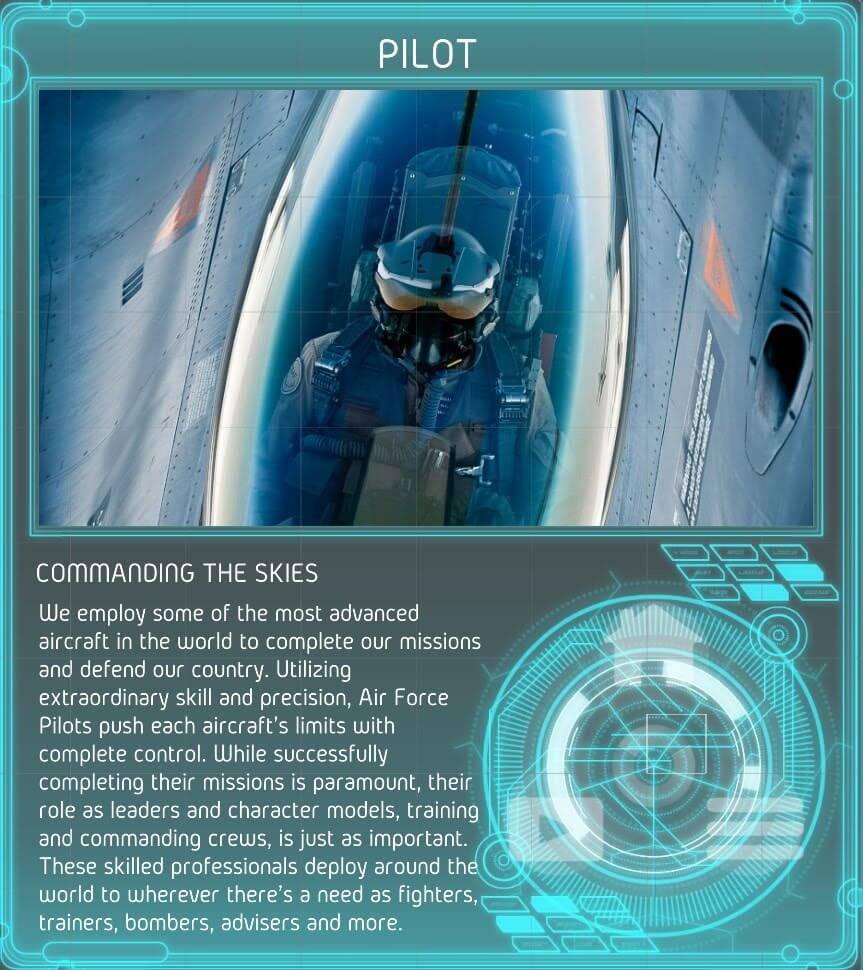 PILOT
COMMANDING THE SKIES
We employ some of the most advanced
aircraft in the world to complete our missions
and defend our country. Utilizing
extraordinary skill and precision, Air Force
Pilots push each aircraft's limits with
complete control. While successfully
completing their missions is paramount, their
role as leaders and character models, training
and commanding crews, is just as important.
These skilled professionals deploy around the
world to wherever there's a need as fighters,
trainers, bombers, advisers and more.